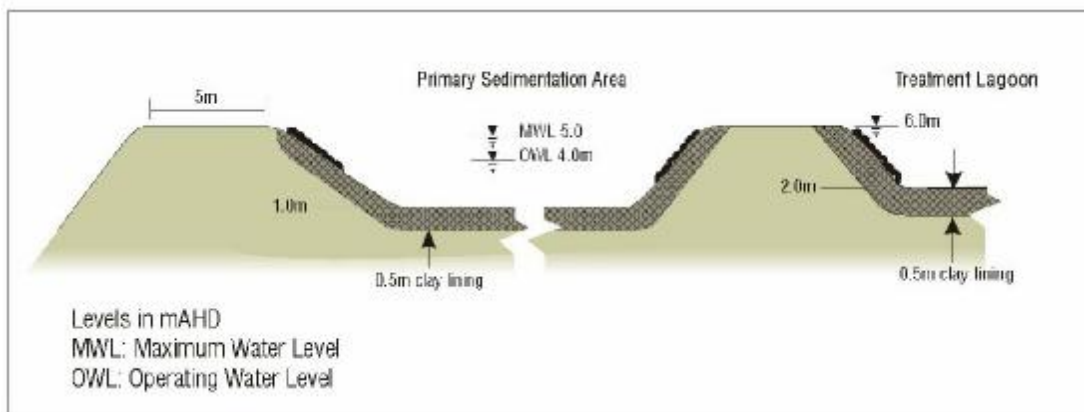 Primary Sedimentation Area
Treatment Lagoon
5m
MWL 5.0
OWL 4.0m
6.0m
1.0m
2.0m
0.5m clay lining
0.5m clay lining
Levels in mAHD
MWL: Maximum Water Level
OWL: Operating Water Level